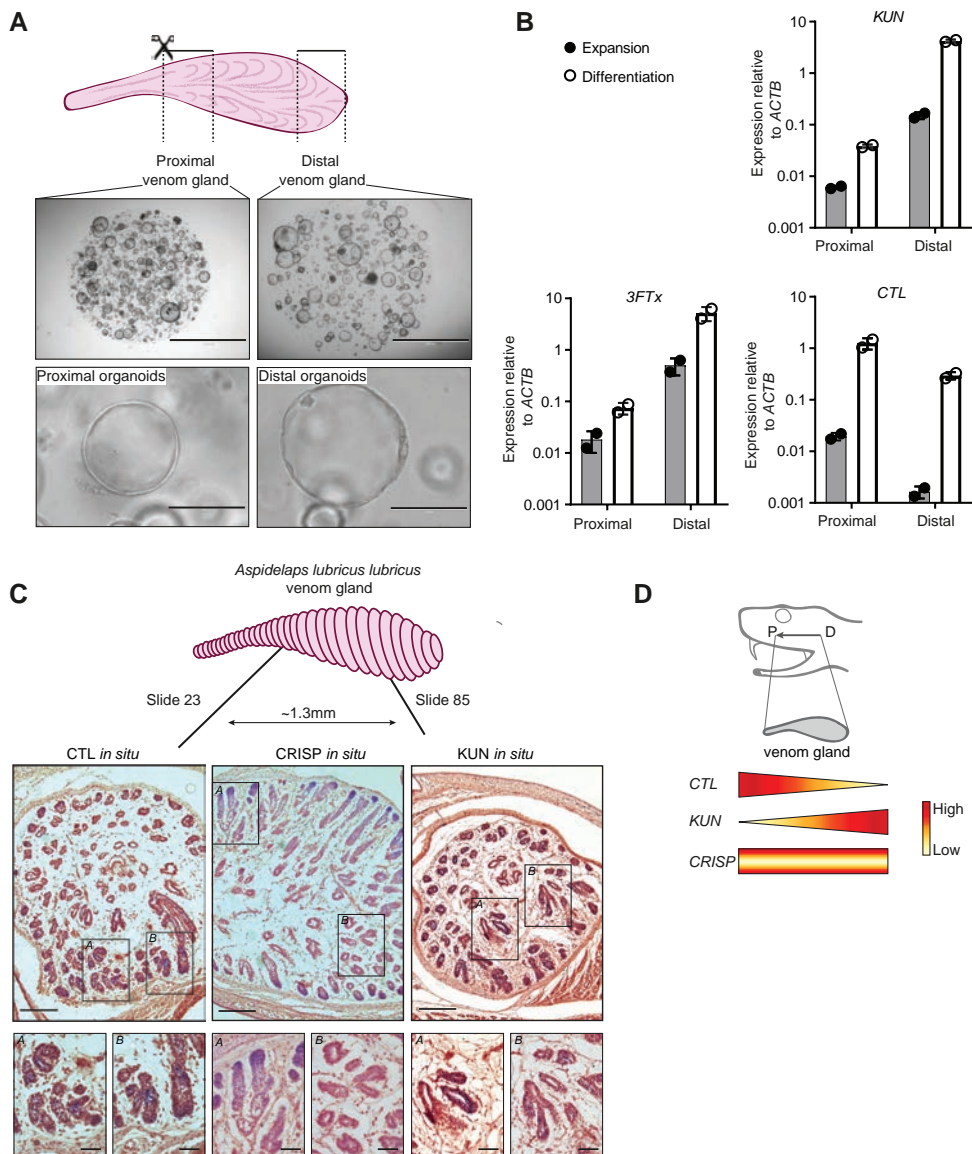 A
Proximal
venom gland
Distal
venom gland
Proximal organoids
Distal organoids
B
Expansion
Differentiation
KUN
Expression relative
to ACTB
10
1
0.1
0.01
0.001
Proximal
Distal
3FTx
Expression relative
to ACTB
10
1
0.1
0.01
0.001
Proximal
Distal
CTL
Expression relative
to ACTB
10
1
0.1
0.01
0.001
Proximal
Distal
C
Aspidelaps lubricus lubricus
venom gland
Slide 23
Slide 85
~1.3mm
CTL in situ
CRISP in situ
KUN in situ
A
B
A
B
A
B
A
B
A
B
A
B
D
P
D
venom gland
CTL
KUN
CRISP
High
Low